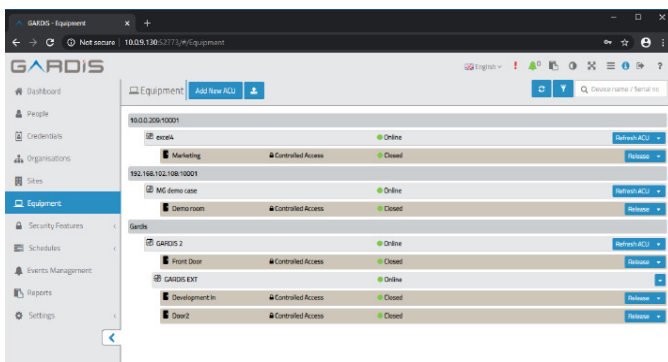 GARDiS - Equipment
Not secure | 10.0.9.130:52773/#/Equipment
GARDiS
English
0
?
Dashboard
Equipment
Add New ACU
Device name / Serial no
People
10.0.0.209:10001
Credentials
excel4
Online
Refresh ACU
Organisations
Marketing
Controlled Access
Closed
Release
Sites
192.168.102.108:10001
MG demo case
Online
Refresh ACU
Equipment
Demo room
Controlled Access
Closed
Release
Security Features
Gardis
Schedules
GARDiS 2
Online
Refresh ACU
Front Door
Controlled Access
Closed
Release
Events Management
GARDiS EXT
Online
Reports
Development In
Controlled Access
Closed
Release
Settings
Door2
Controlled Access
Closed
Release